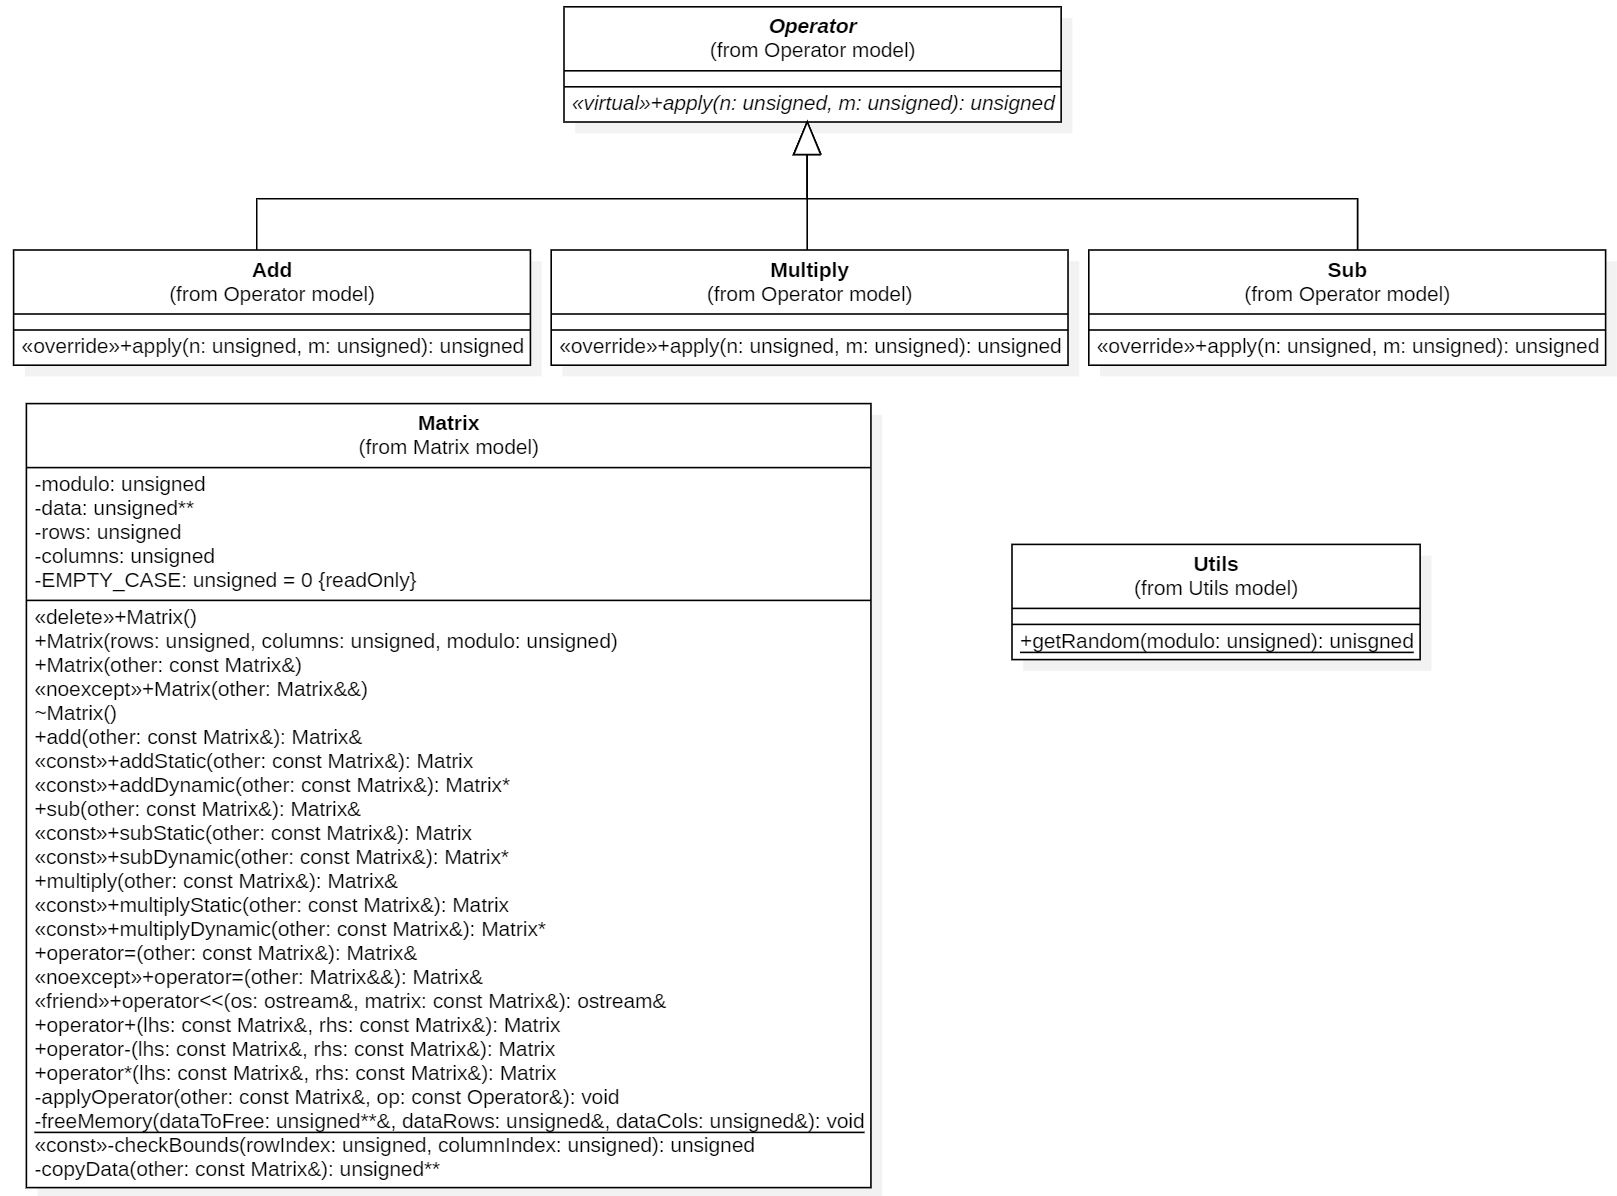 Operator
(from Operator model)
«virtual»+apply(n: unsigned, m: unsigned): unsigned
Add
(from Operator model)
«override»+apply(n: unsigned, m: unsigned): unsigned
Multiply
(from Operator model)
«override»+apply(n: unsigned, m: unsigned): unsigned
Sub
(from Operator model)
«override»+apply(n: unsigned, m: unsigned): unsigned
Matrix
(from Matrix model)
-modulo: unsigned
-data: unsigned**
-rows: unsigned
-columns: unsigned
-EMPTY_CASE: unsigned = 0 {readOnly}
«delete»+Matrix()
+Matrix(rows: unsigned, columns: unsigned, modulo: unsigned)
+Matrix(other: const Matrix&)
«noexcept»+Matrix(other: Matrix&&)
~Matrix()
+add(other: const Matrix&): Matrix&
«const»+addStatic(other: const Matrix&): Matrix
«const»+addDynamic(other: const Matrix&): Matrix*
+sub(other: const Matrix&): Matrix&
«const»+subStatic(other: const Matrix&): Matrix
«const»+subDynamic(other: const Matrix&): Matrix*
+multiply(other: const Matrix&): Matrix&
«const»+multiplyStatic(other: const Matrix&): Matrix
«const»+multiplyDynamic(other: const Matrix&): Matrix*
+operator=(other: const Matrix&): Matrix&
«noexcept»+operator=(other: Matrix&&): Matrix&
«friend»+operator<<(os: ostream&, matrix: const Matrix&): ostream&
+operator+(lhs: const Matrix&, rhs: const Matrix&): Matrix
+operator-(lhs: const Matrix&, rhs: const Matrix&): Matrix
+operator*(lhs: const Matrix&, rhs: const Matrix&): Matrix
-applyOperator(other: const Matrix&, op: const Operator&): void
-freeMemory(dataToFree: unsigned**&, dataRows: unsigned&, dataCols: unsigned&): void
«const»-checkBounds(rowIndex: unsigned, columnIndex: unsigned): unsigned
-copyData(other: const Matrix&): unsigned**
Utils
(from Utils model)
+getRandom(modulo: unsigned): unisgned